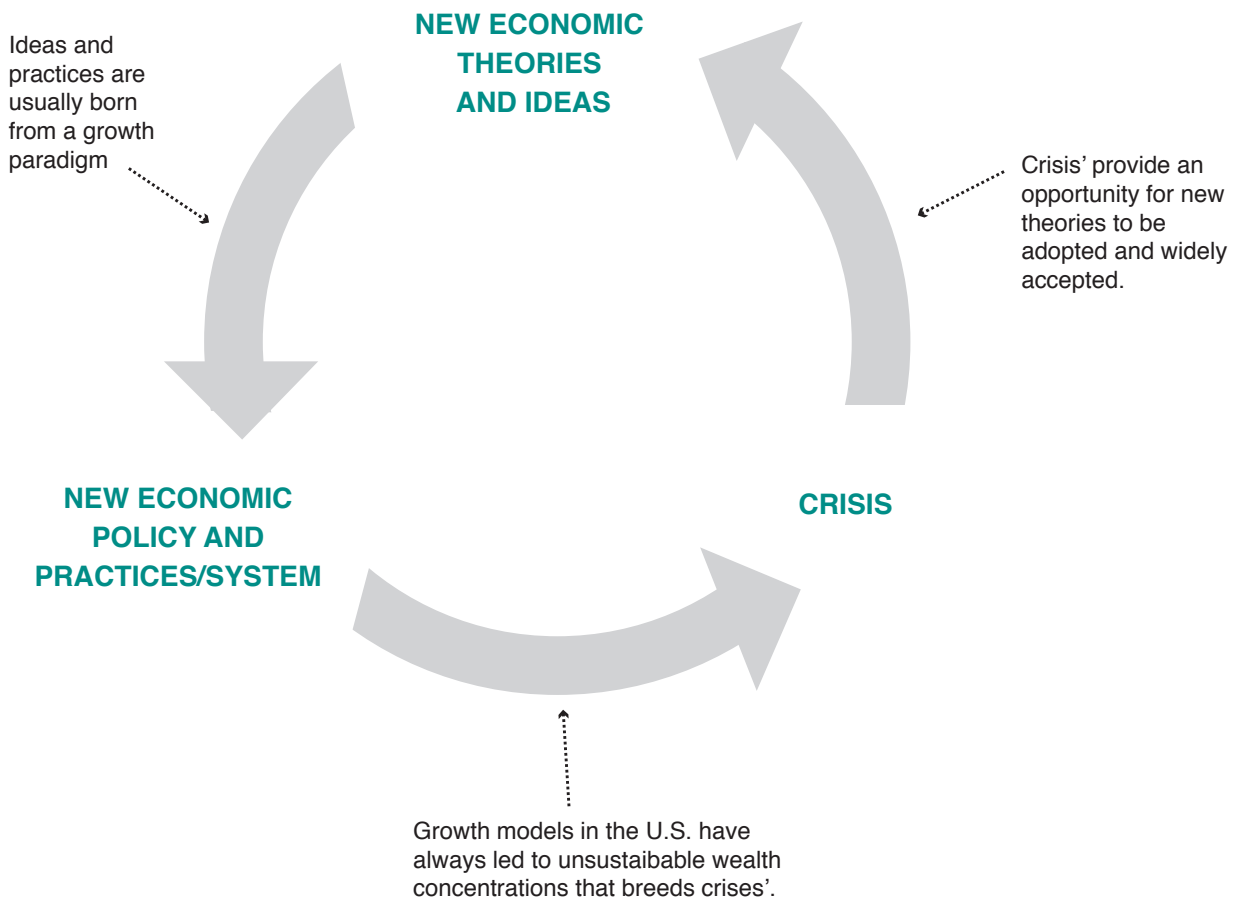 NEW ECONOMIC
THEORIES
AND IDEAS
Ideas and
practices are
usually born
from a growth
paradigm
Crisis’ provide an
opportunity for new
theories to be
adopted and widely
accepted.
NEW ECONOMIC
POLICY AND
PRACTICES/SYSTEM
CRISIS
Growth models in the U.S. have
always led to unsustaibable wealth
concentrations that breeds crises’.